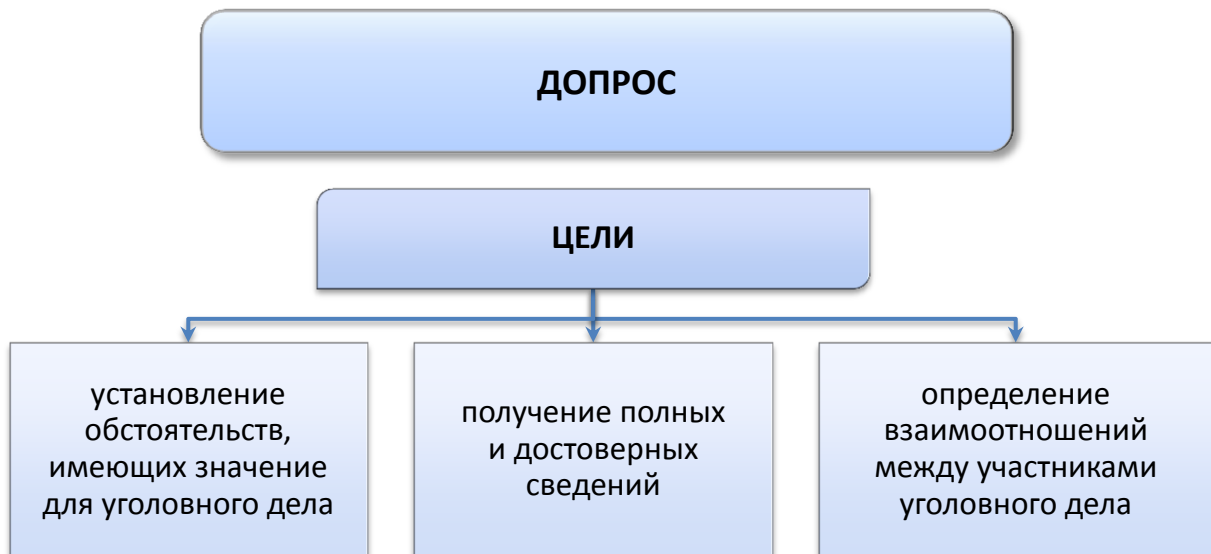 ДОПРОС
ЦЕЛИ
установление
обстоятельств,
имеющих значение
для уголовного дела
получение полных
и достоверных
сведений
определение
взаимоотношений
между участниками
уголовного дела